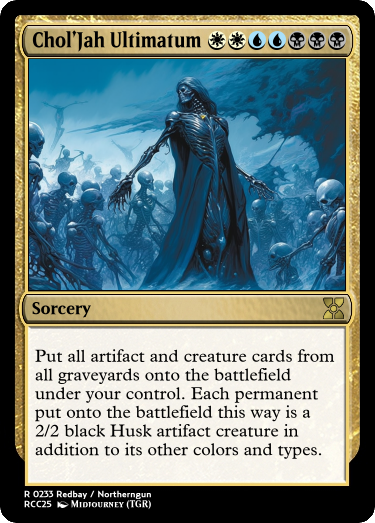 Chol'Jah Ultimatum
Sorcery
Put all artifact and creature cards from
all graveyards onto the battlefield
under your control. Each permanent
put onto the battlefield this way is a
2/2 black Husk artifact creature in
addition to its other colors and types.
R 0233 Redbay / Northerngun
RCC25 Midjourney (TGR)